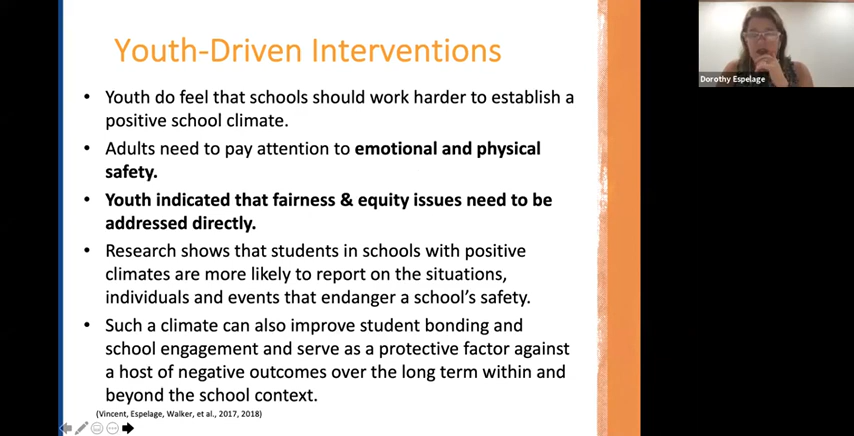 Youth-Driven Interventions
Dorothy Espelage
• Youth do feel that schools should work harder to establish a
positive school climate.
• Adults need to pay attention to emotional and physical
safety.
• Youth indicated that fairness & equity issues need to be
addressed directly.
• Research shows that students in schools with positive
climates are more likely to report on the situations,
individuals and events that endanger a school's safety.
• Such a climate can also improve student bonding and
school engagement and serve as a protective factor against
a host of negative outcomes over the long term within and
beyond the school context.
(Vincent, Espelage, Walker, et al., 2017, 2018)